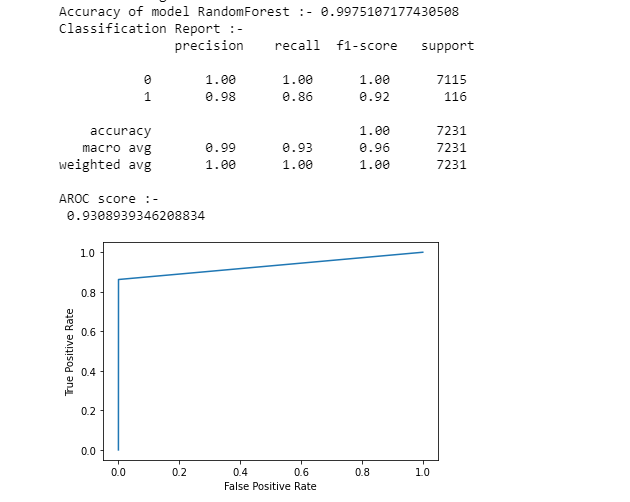 Accuracy of model RandomForest :- 0.9975107177430508
Classification Report :-
precision recall f1-score support
0 1.00 1.00 1.00 7115
1 0.98 0.86 0.92 116
accuracy 1.00 7231
macro avg 0.99 0.93 0.96 7231
weighted avg 1.00 1.00 1.00 7231
AROC score :-
0.9308939346208834
1.0
0.8
0.6
0.4
0.2
0.0
True Positive Rate
0.0 0.2 0.4 0.6 0.8 1.0
False Positive Rate